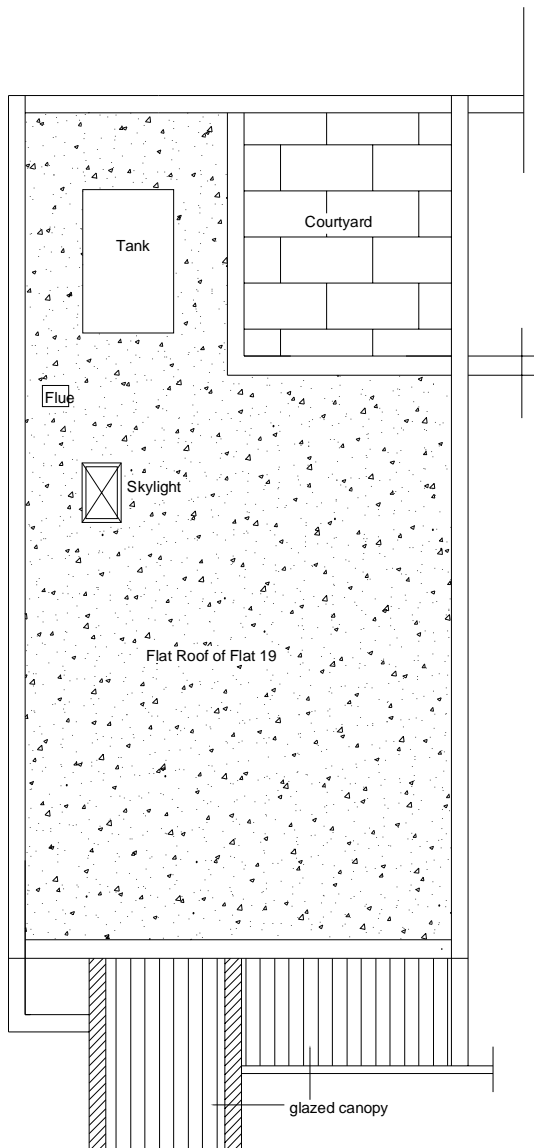 Courtyard
Tank
Flue
Skylight
Flat Roof of Flat 19
glazed canopy